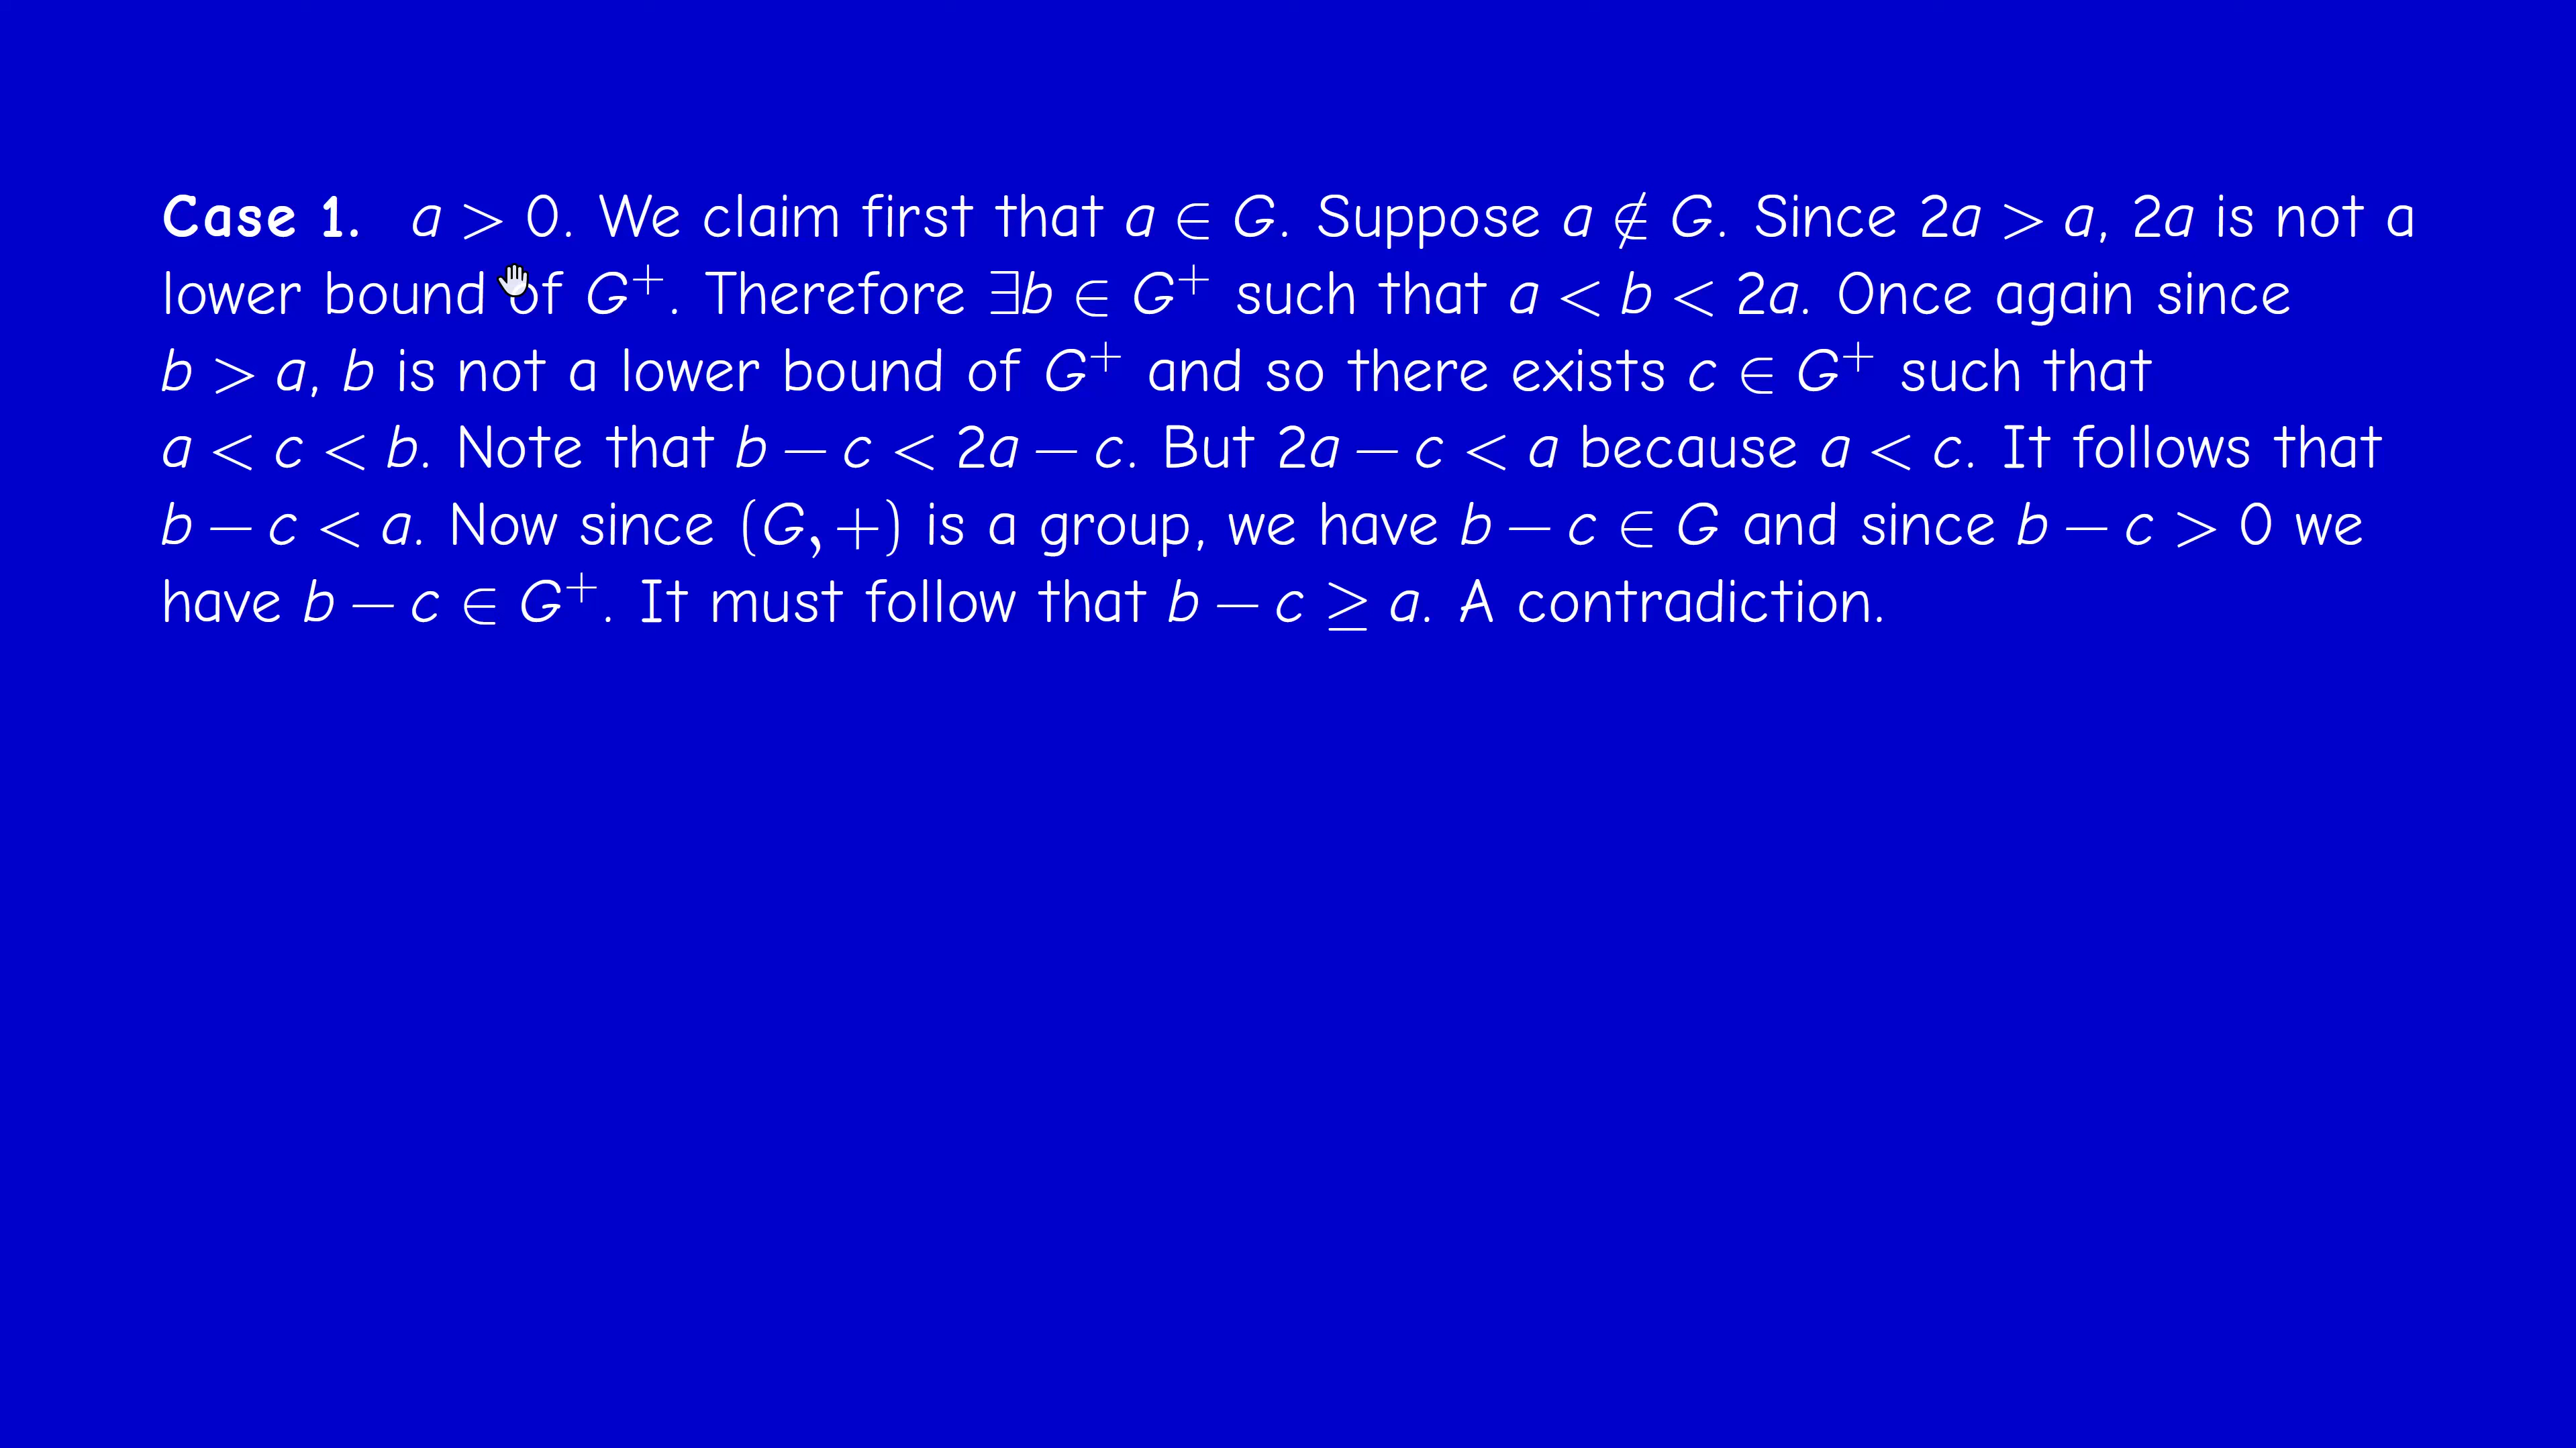 Case 1. a > 0. We claim first that a ∈ G. Suppose a ∉ G. Since 2a > a, 2a is not a
lower bound of G⁺. Therefore ∃b ∈ G⁺ such that a < b < 2a. Once again since
b > a, b is not a lower bound of G⁺ and so there exists c ∈ G⁺ such that
a < c < b. Note that b − c < 2a − c. But 2a − c < a because a < c. It follows that
b − c < a. Now since (G, +) is a group, we have b − c ∈ G and since b − c > 0 we
have b − c ∈ G⁺. It must follow that b − c ≥ a. A contradiction.